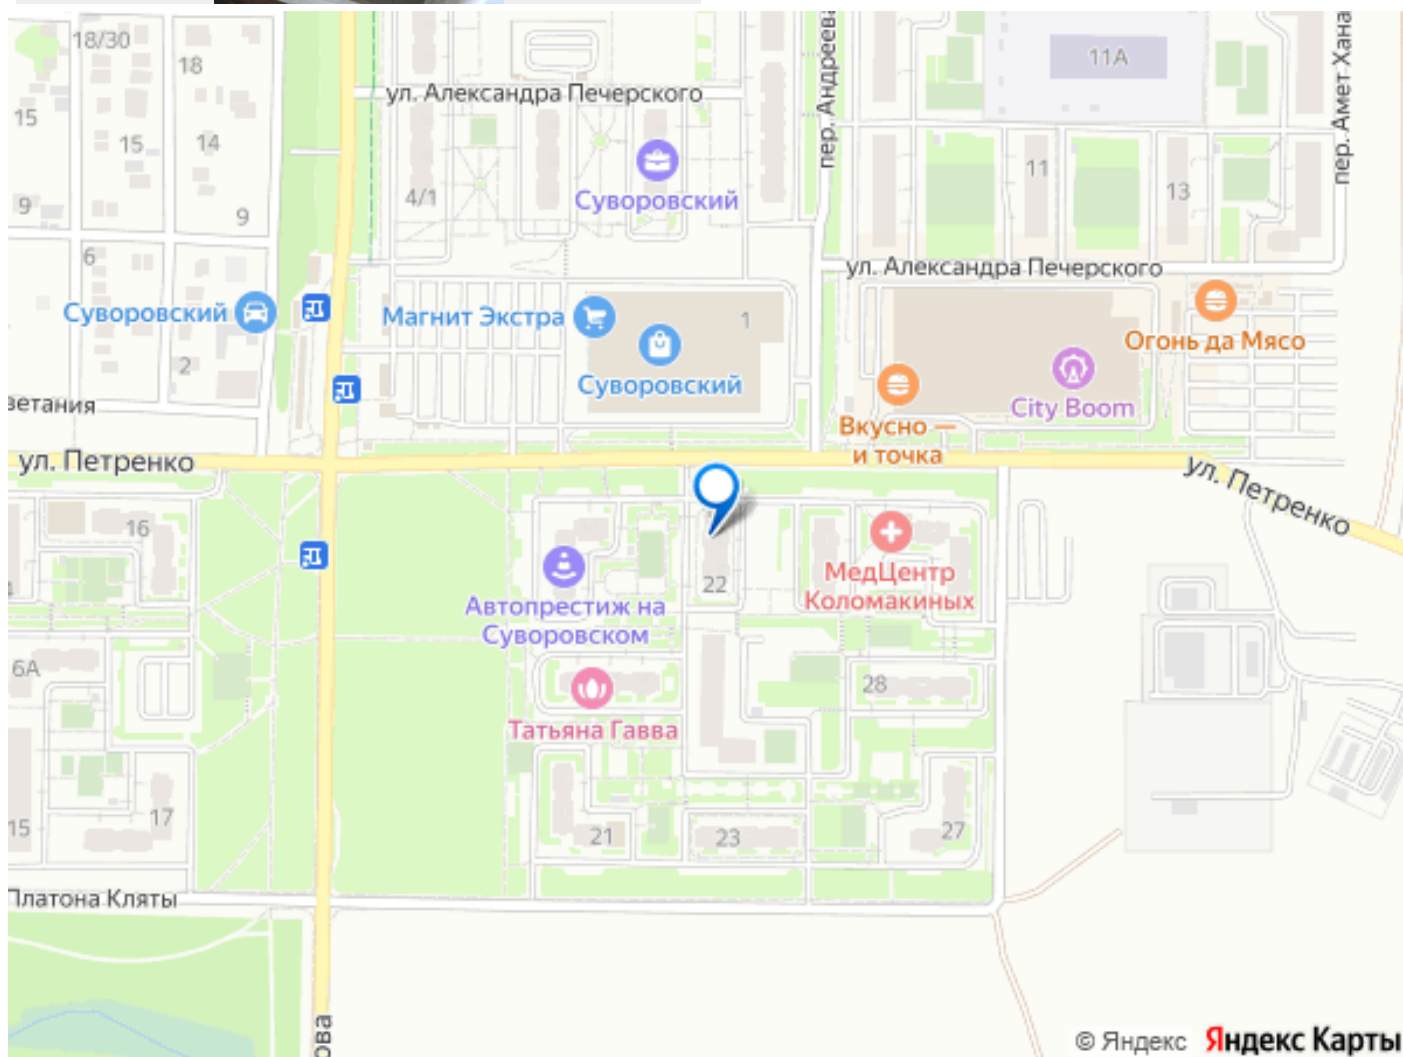 18/30
18
11А
ул. Александра Печерского
пер. Андреева
пер. Амет Хана
15
15
14
11
13
4/1
Суворовский
9
9
6
ул. Александра Печерского
Суворовский
Магнит Экстра
1
Огонь да Мясо
2
Суворовский
City Boom
ветания
Вкусно —
и точка
ул. Петренко
ул. Петренко
16
22
МедЦентр
Коломакиных
Автопрестиж на
Суворовском
6А
28
Татьяна Гавва
17
15
21
23
27
Платона Кляты
ова
© Яндекс Яндекс Карты